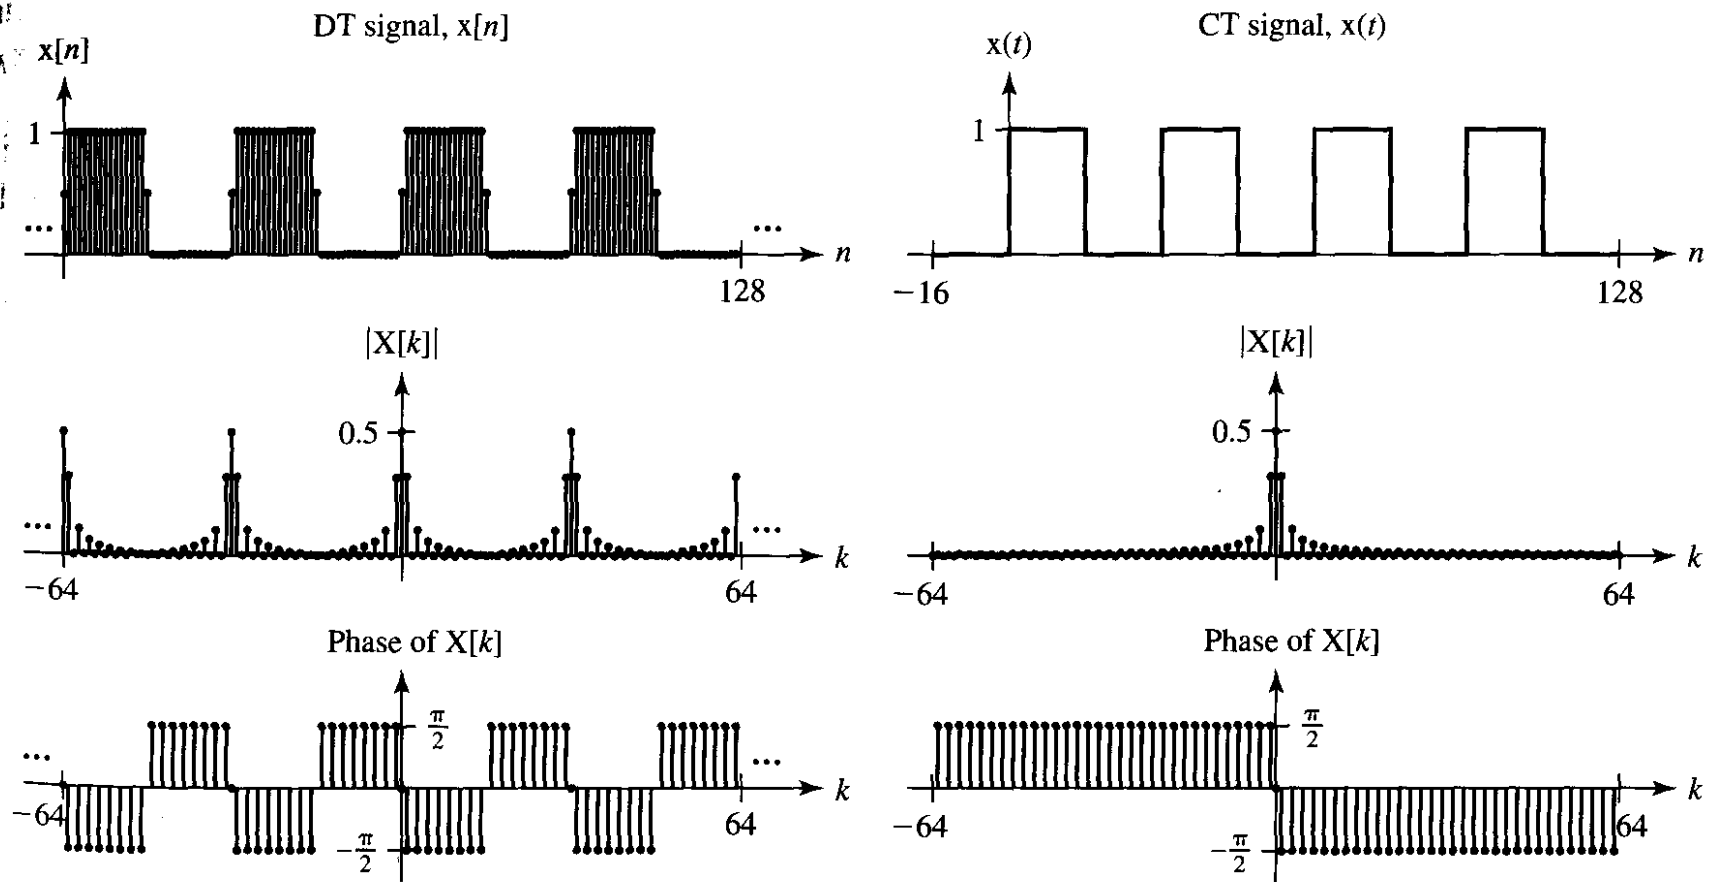 DT signal, x[n]
x[n]
1
...
...
n
128
CT signal, x(t)
x(t)
1
n
−16
128
|X[k]|
0.5
...
...
k
−64
64
|X[k]|
0.5
k
−64
64
Phase of X[k]
π/2
...
...
k
−64
64
−π/2
Phase of X[k]
π/2
k
−64
64
−π/2